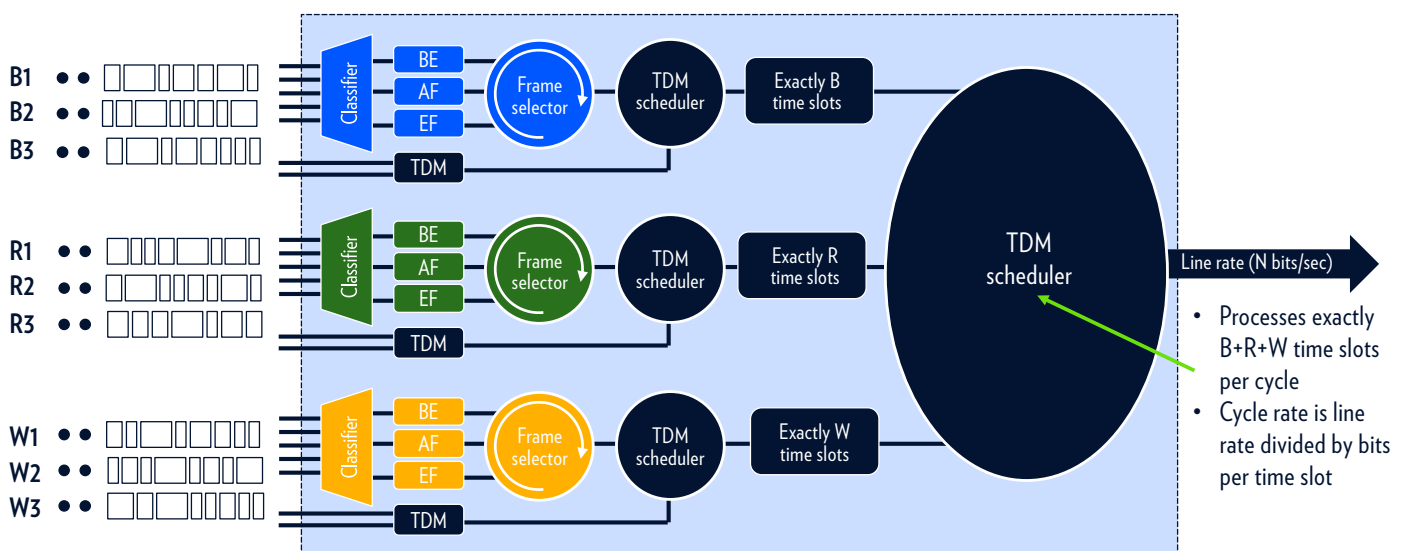 B1
B2
B3
Classifier
BE
AF
EF
TDM
Frame
selector
TDM
scheduler
Exactly B
time slots
R1
R2
R3
Classifier
BE
AF
EF
TDM
Frame
selector
TDM
scheduler
Exactly R
time slots
W1
W2
W3
Classifier
BE
AF
EF
TDM
Frame
selector
TDM
scheduler
Exactly W
time slots
TDM
scheduler
Line rate (N bits/sec)
• Processes exactly
B+R+W time slots
per cycle
• Cycle rate is line
rate divided by bits
per time slot